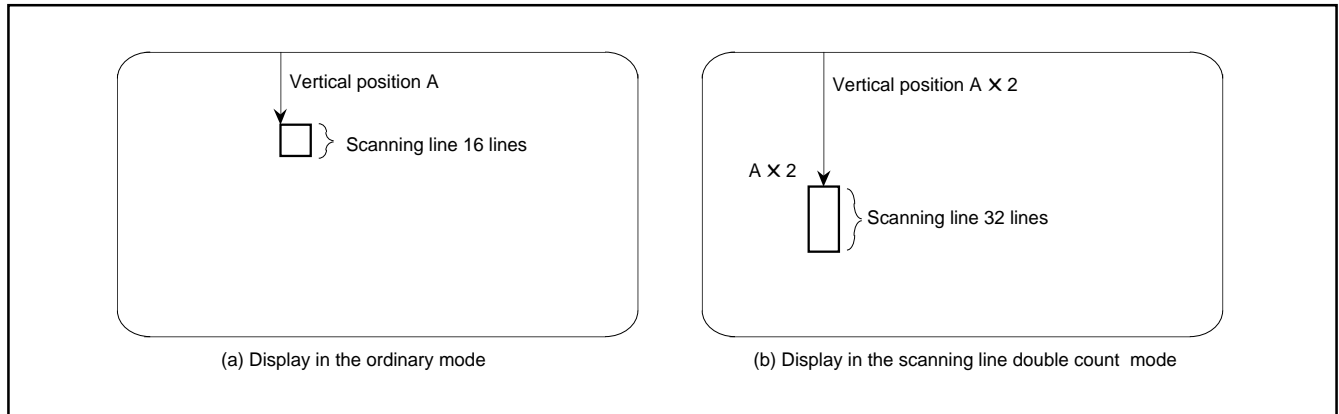 Vertical position A
Scanning line 16 lines
(a) Display in the ordinary mode
Vertical position A × 2
A × 2
Scanning line 32 lines
(b) Display in the scanning line double count mode